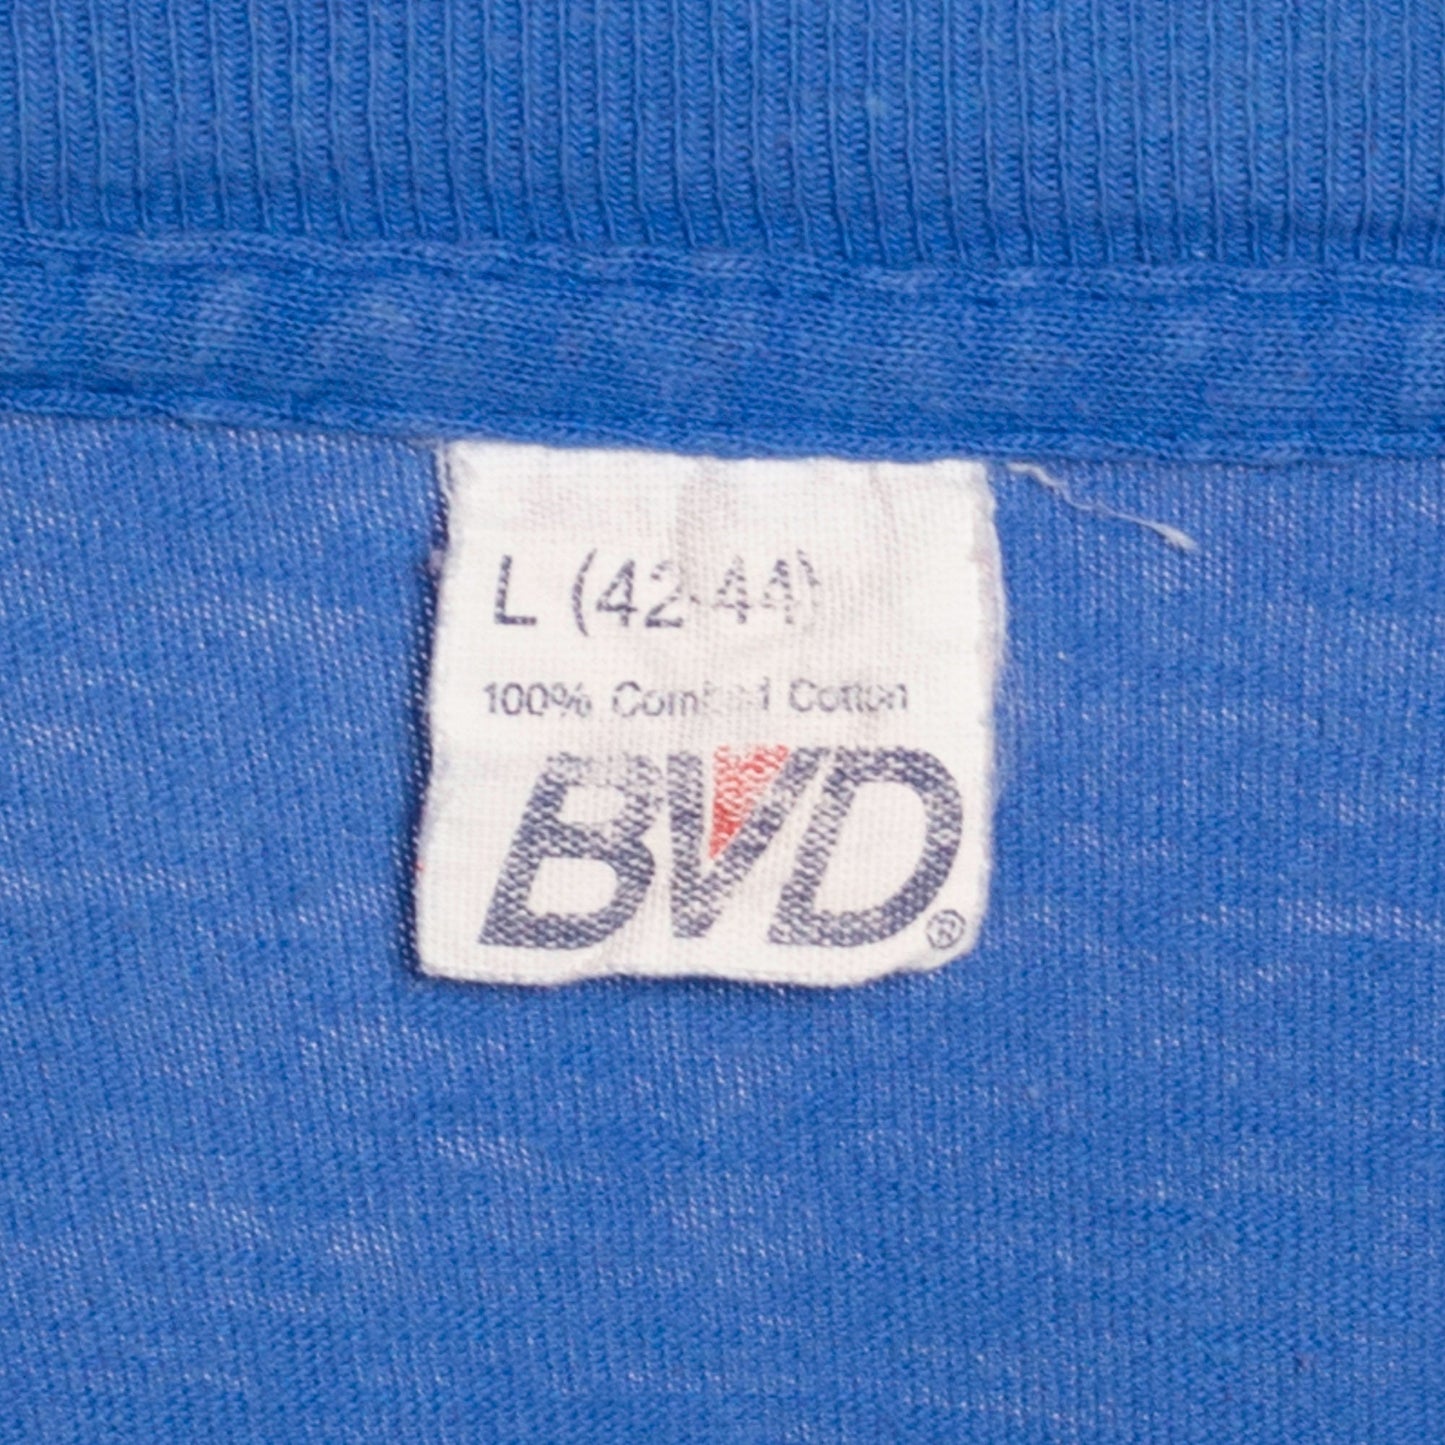 L (42-44)
100% Combed Cotton
BVD®